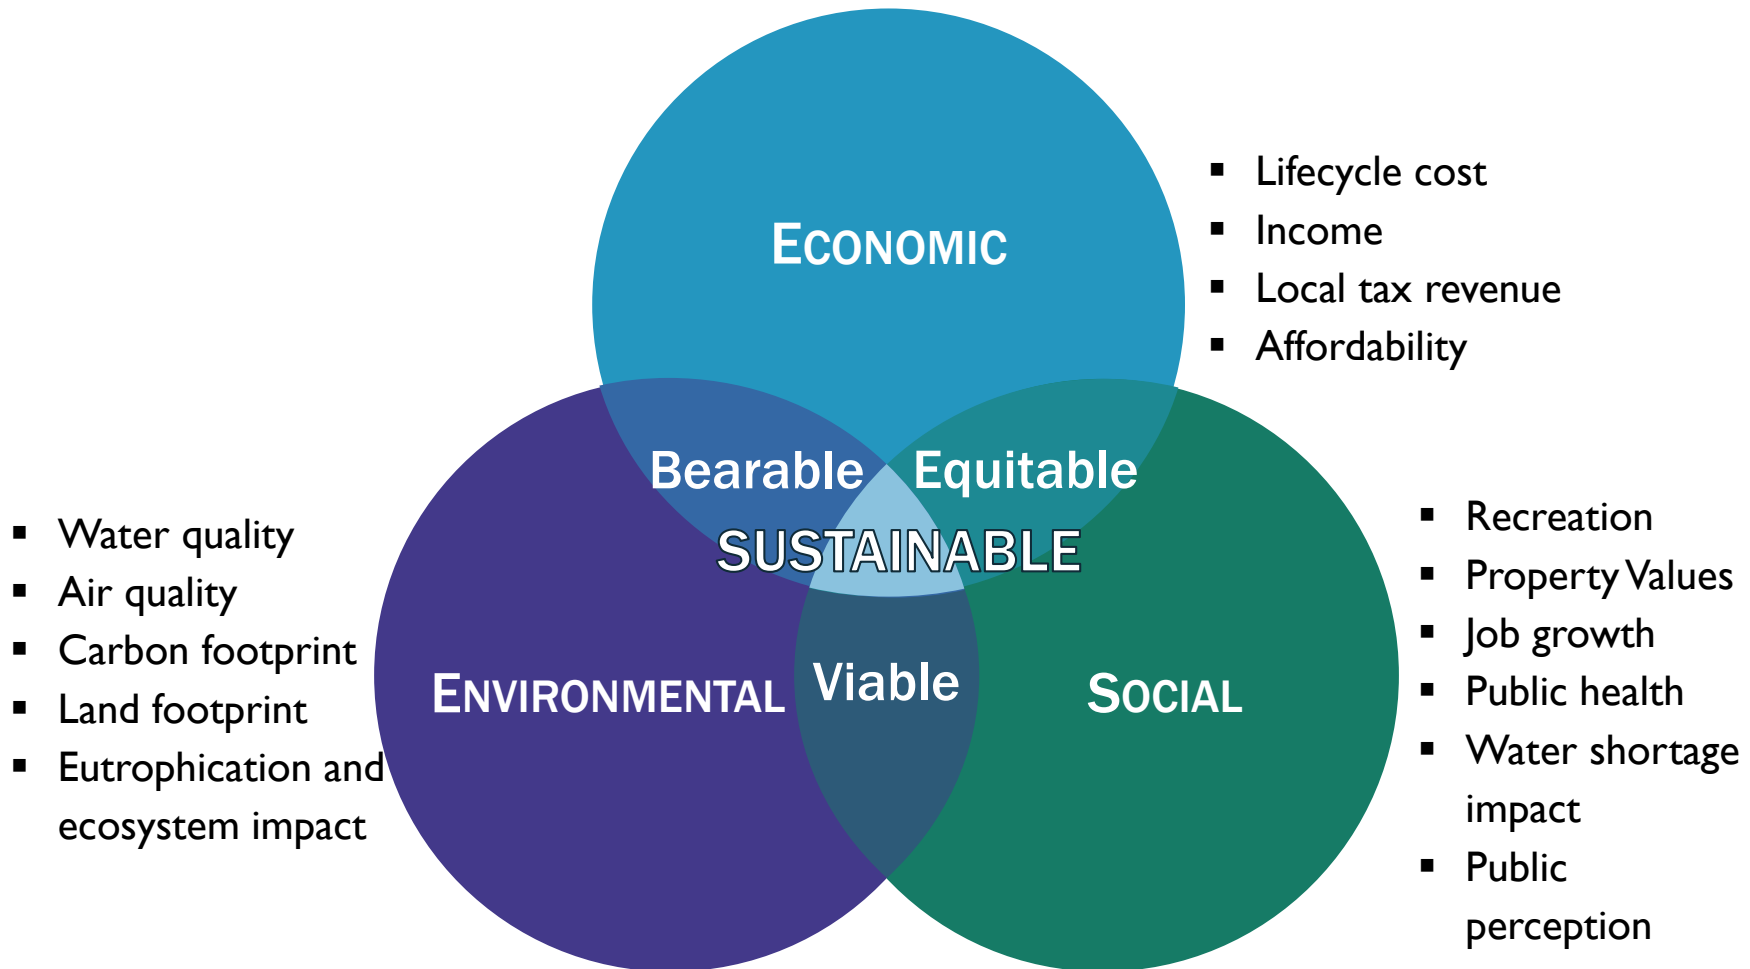 ECONOMIC
▪ Lifecycle cost
▪ Income
▪ Local tax revenue
▪ Affordability
Bearable
Equitable
SUSTAINABLE
▪ Water quality
▪ Air quality
▪ Carbon footprint
▪ Land footprint
▪ Eutrophication and
ecosystem impact
ENVIRONMENTAL
Viable
SOCIAL
▪ Recreation
▪ Property Values
▪ Job growth
▪ Public health
▪ Water shortage
impact
▪ Public
perception